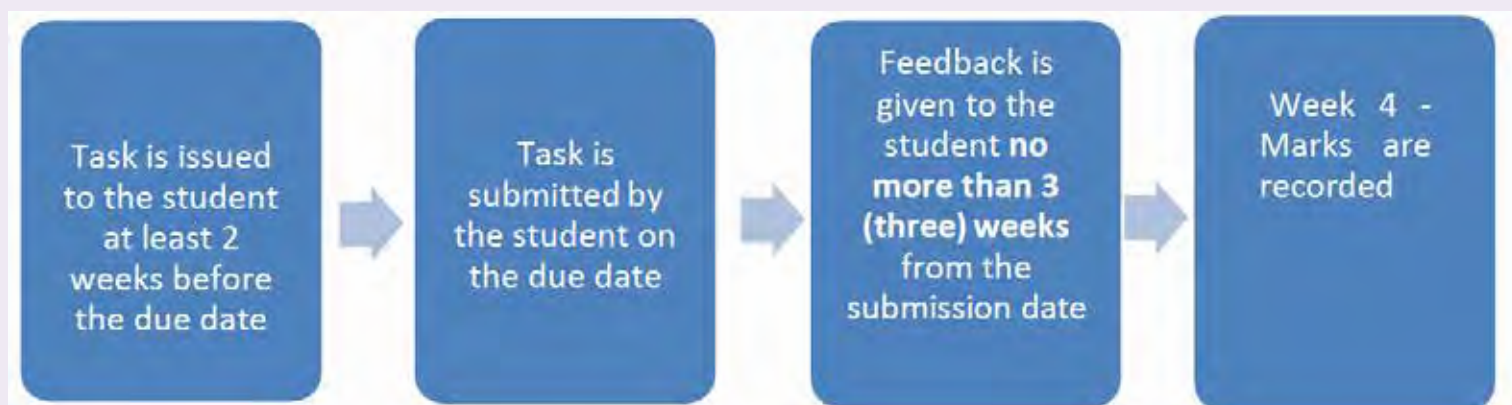 Task is issued
to the student
at least 2
weeks before
the due date
Task is
submitted by
the student on
the due date
Feedback is
given to the
student no
more than 3
(three) weeks
from the
submission date
Week 4 -
Marks are
recorded